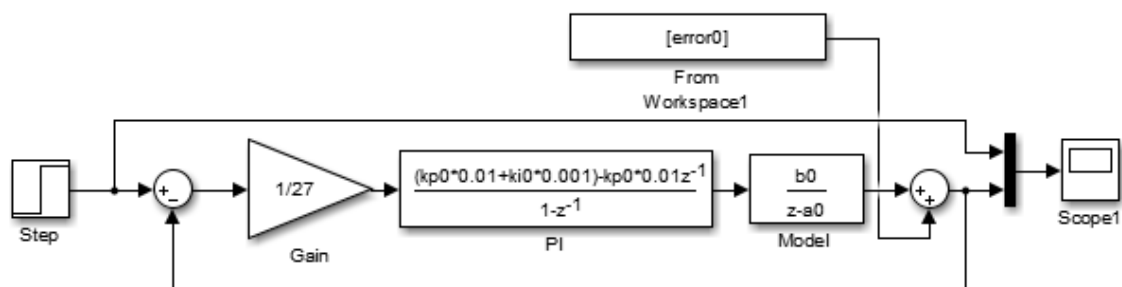 [error0]
From
Workspace1
+
−
1/27
(kp0*0.01+ki0*0.001)-kp0*0.01z⁻¹
1-z⁻¹
b0
z-a0
+
+
Step
Gain
PI
Model
Scope1